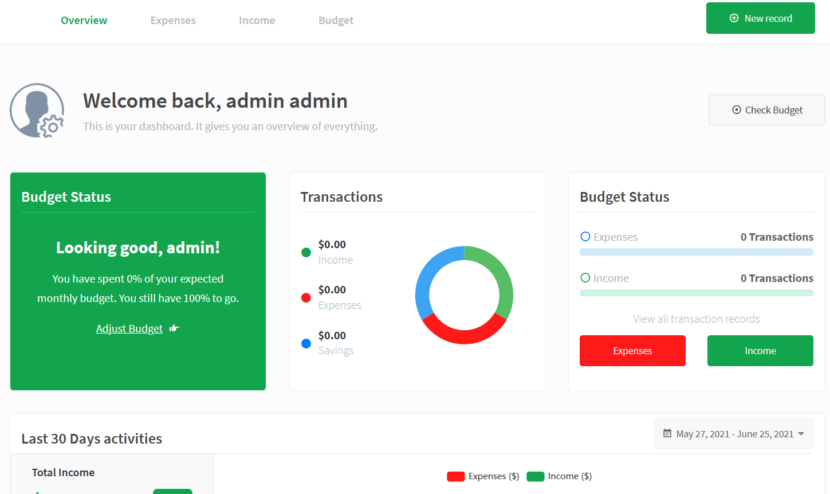 Overview Expenses Income Budget New record
Welcome back, admin admin
This is your dashboard. It gives you an overview of everything.
Check Budget
Budget Status
Looking good, admin!
You have spent 0% of your expected
monthly budget. You still have 100% to go.
Adjust Budget
Transactions
$0.00
Income
$0.00
Expenses
$0.00
Savings
Budget Status
Expenses 0 Transactions
Income 0 Transactions
View all transaction records
Expenses Income
Last 30 Days activities
May 27, 2021 - June 25, 2021
Total Income
Expenses ($) Income ($)